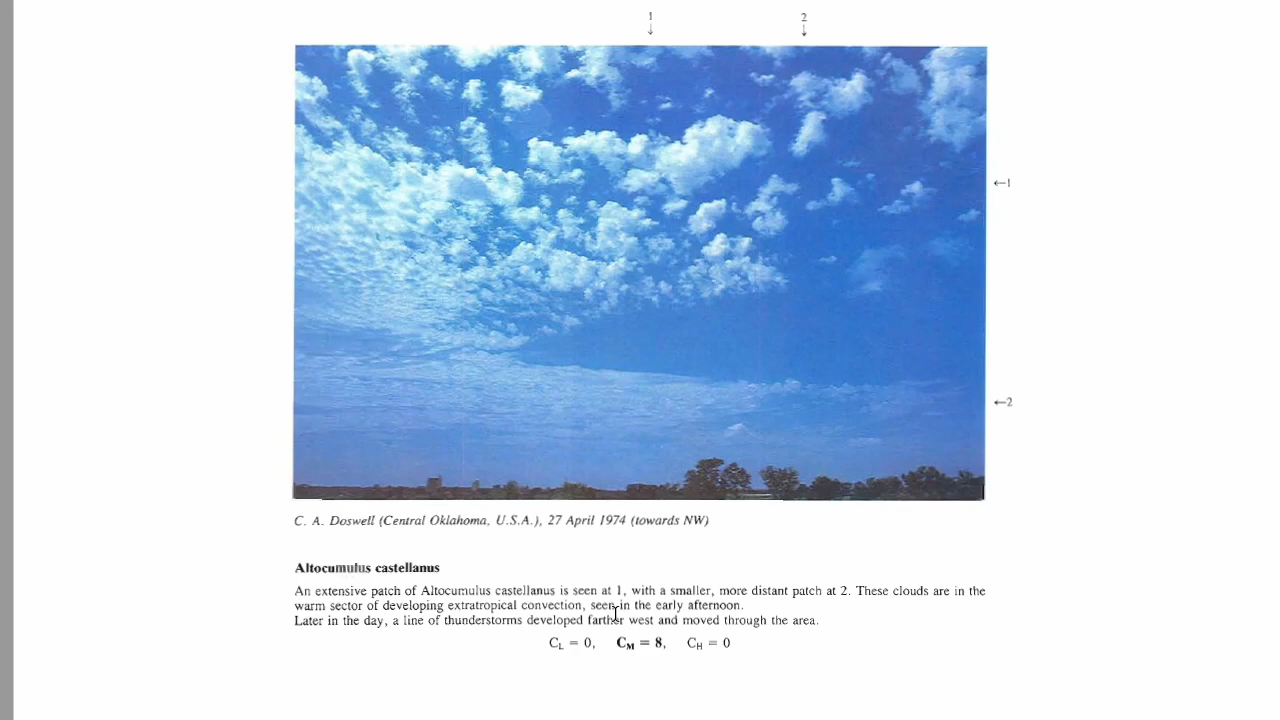 1 2
↓ ↓
←1
←2
C. A. Doswell (Central Oklahoma, U.S.A.), 27 April 1974 (towards NW)
Altocumulus castellanus
An extensive patch of Altocumulus castellanus is seen at 1, with a smaller, more distant patch at 2. These clouds are in the
warm sector of developing extratropical convection, seen in the early afternoon.
Later in the day, a line of thunderstorms developed farther west and moved through the area.
CL = 0, CM = 8, CH = 0